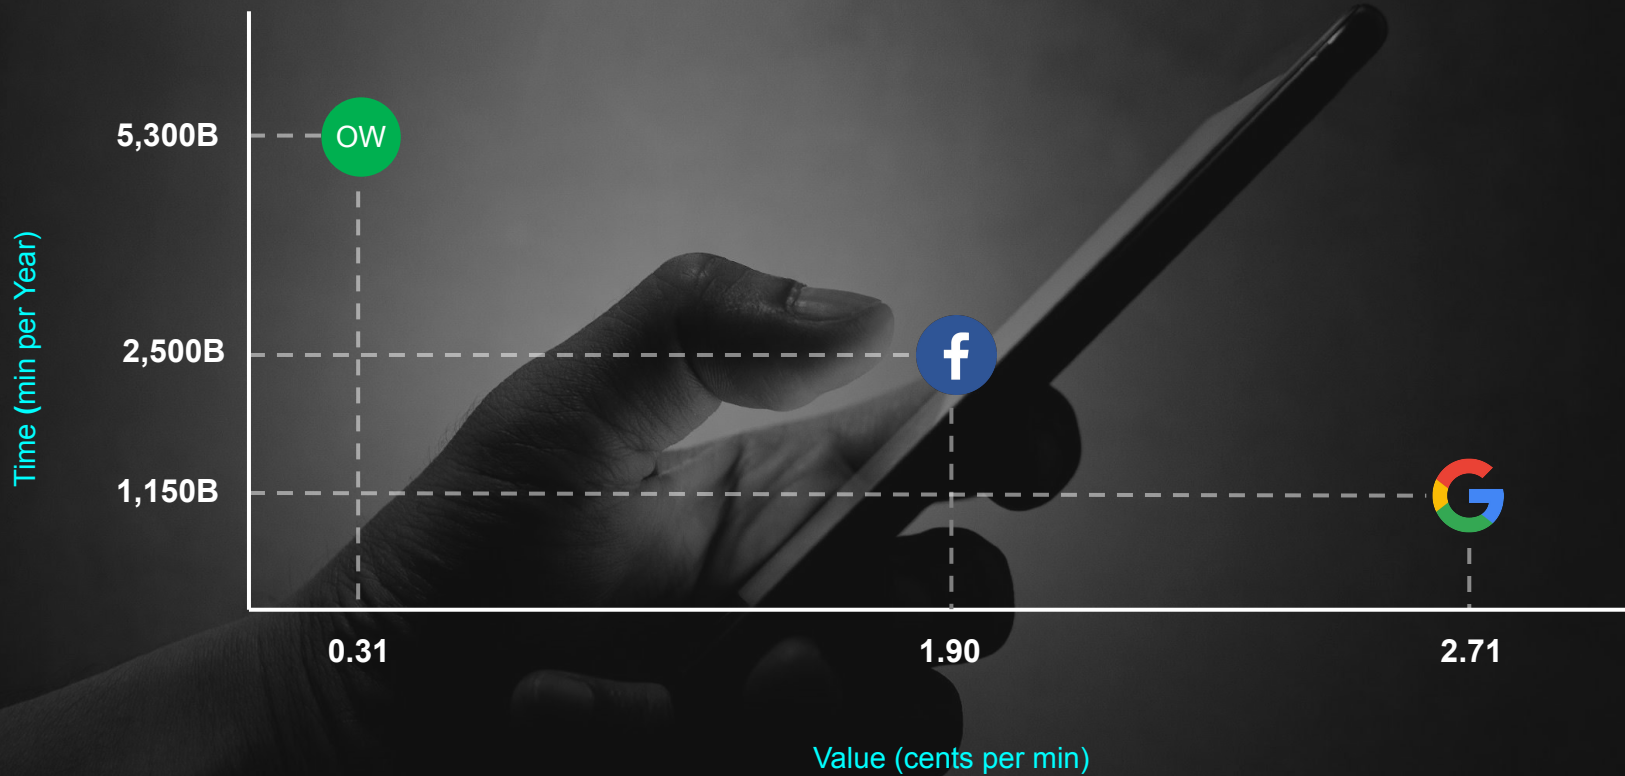 5,300B
OW
Time (min per Year)
2,500B
f
1,150B
G
0.31
1.90
2.71
Value (cents per min)